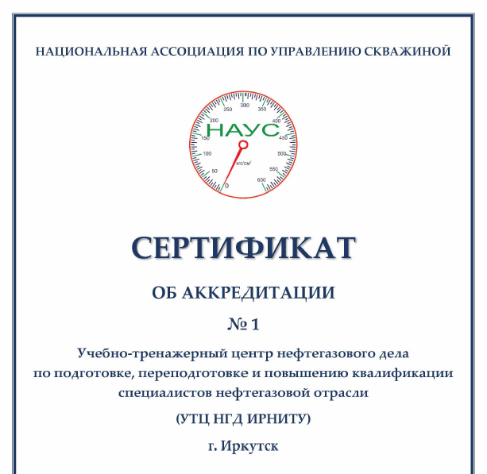 НАЦИОНАЛЬНАЯ АССОЦИАЦИЯ ПО УПРАВЛЕНИЮ СКВАЖИНОЙ
300
250
200
НАУС
150
100
кгс/см²
50
0
400
450
500
550
600
СЕРТИФИКАТ
ОБ АККРЕДИТАЦИИ
№ 1
Учебно-тренажерный центр нефтегазового дела
по подготовке, переподготовке и повышению квалификации
специалистов нефтегазовой отрасли
(УТЦ НГД ИРНИТУ)
г. Иркутск